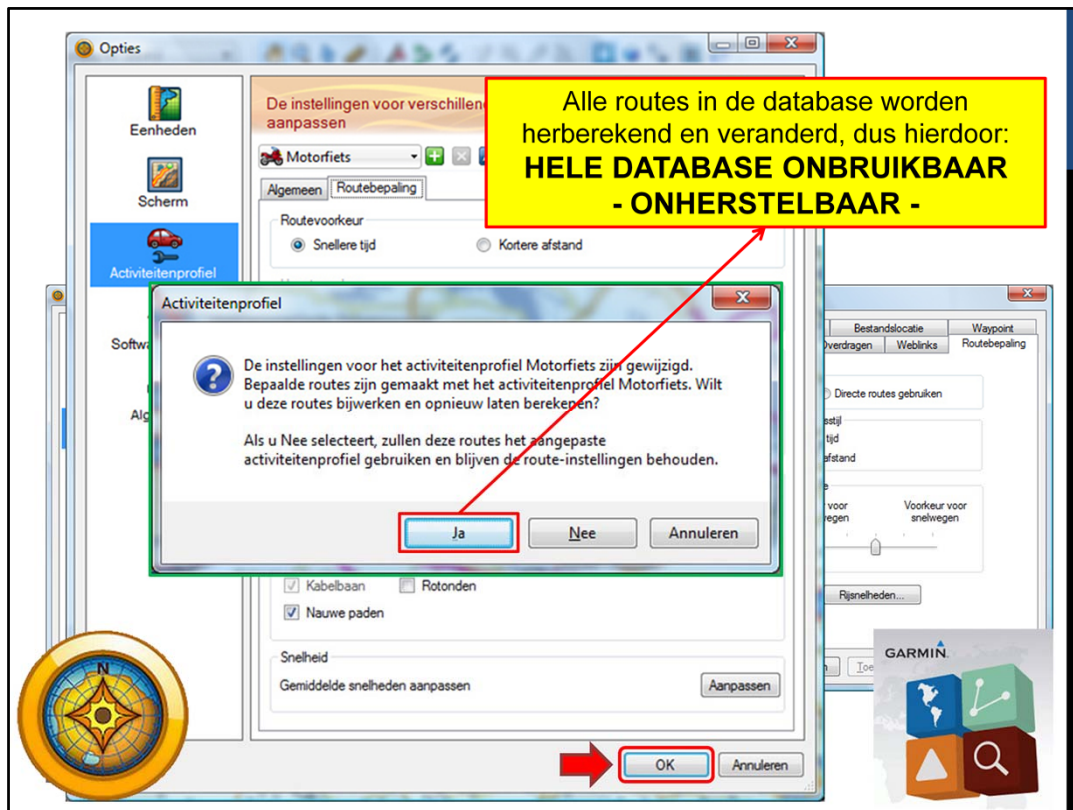 Opties
Eenheden
Scherm
Activiteitenprofiel
De instellingen voor
aanpassen
Motorfiets
Algemeen Routebepaling
Routevoorkeur
Snellere tijd Kortere afstand
Alle routes in de database worden
herberekend en veranderd, dus hierdoor:
HELE DATABASE ONBRUIKBAAR
- ONHERSTELBAAR -
Activiteitenprofiel
De instellingen voor het activiteitenprofiel Motorfiets zijn gewijzigd.
Bepaalde routes zijn gemaakt met het activiteitenprofiel Motorfiets. Wilt
u deze routes bijwerken en opnieuw laten berekenen?
Als u Nee selecteert, zullen deze routes het aangepaste
activiteitenprofiel gebruiken en blijven de route-instellingen behouden.
Ja Nee Annuleren
Kabelbaan Rotonden
Nauwe paden
Snelheid
Gemiddelde snelheden aanpassen Aanpassen
OK Annuleren
Bestandslocatie Waypoint
Overdragen Weblinks Routebepaling
Directe routes gebruiken
tijd
afstand
voor Voorkeur voor
snelwegen
Rijsnelheden...
N
GARMIN